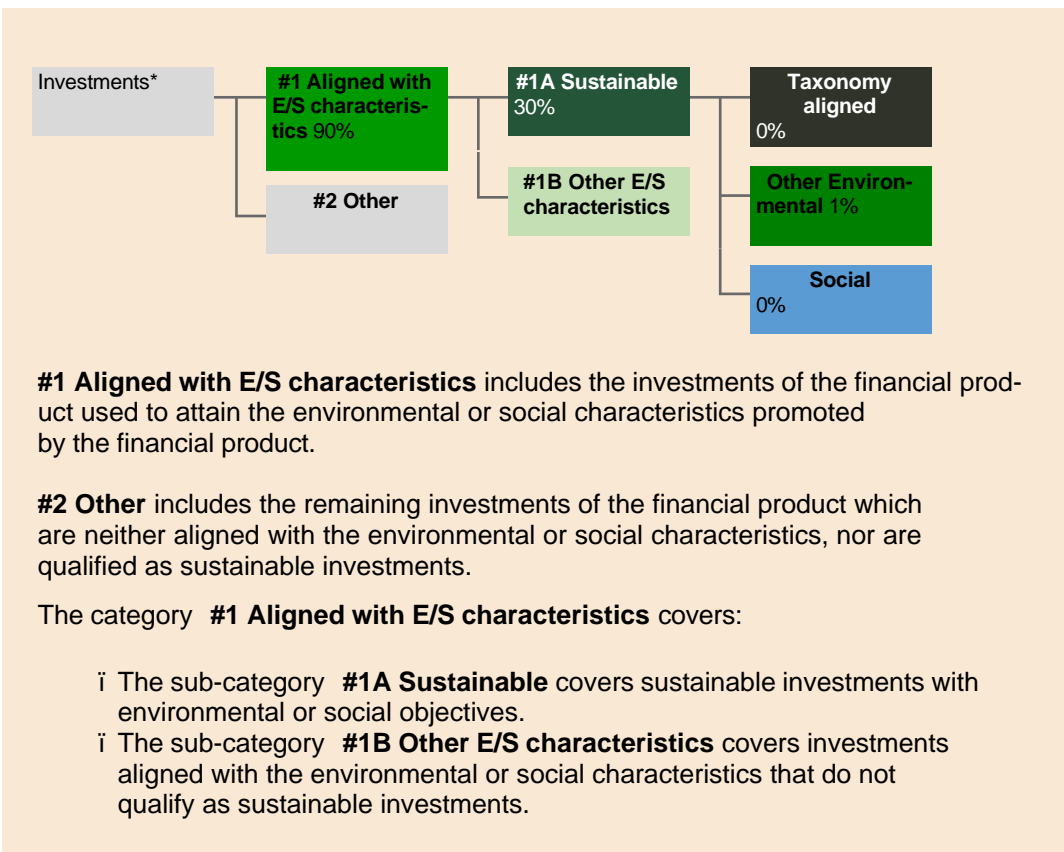 Investments*
#1 Aligned with
E/S characteris-
tics 90%
#2 Other
#1A Sustainable
30%
#1B Other E/S
characteristics
Taxonomy
aligned
0%
Other Environ-
mental 1%
Social
0%
#1 Aligned with E/S characteristics includes the investments of the financial prod-
uct used to attain the environmental or social characteristics promoted
by the financial product.
#2 Other includes the remaining investments of the financial product which
are neither aligned with the environmental or social characteristics, nor are
qualified as sustainable investments.
The category #1 Aligned with E/S characteristics covers:
ï The sub-category #1A Sustainable covers sustainable investments with
environmental or social objectives.
ï The sub-category #1B Other E/S characteristics covers investments
aligned with the environmental or social characteristics that do not
qualify as sustainable investments.